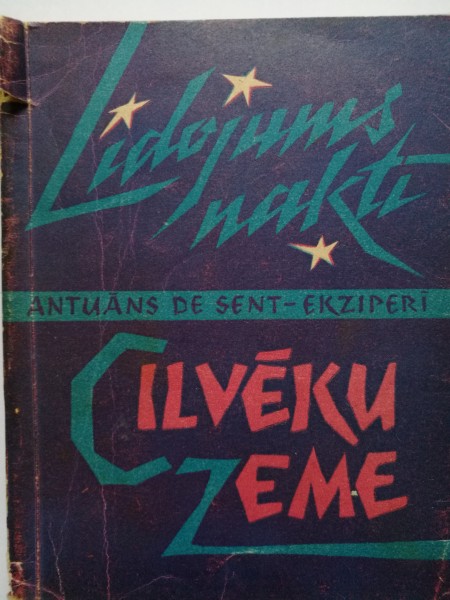 Lidojums
naktī
ANTUĀNS DE SENT-EKZIPERĪ
CILVĒKU
ZEME